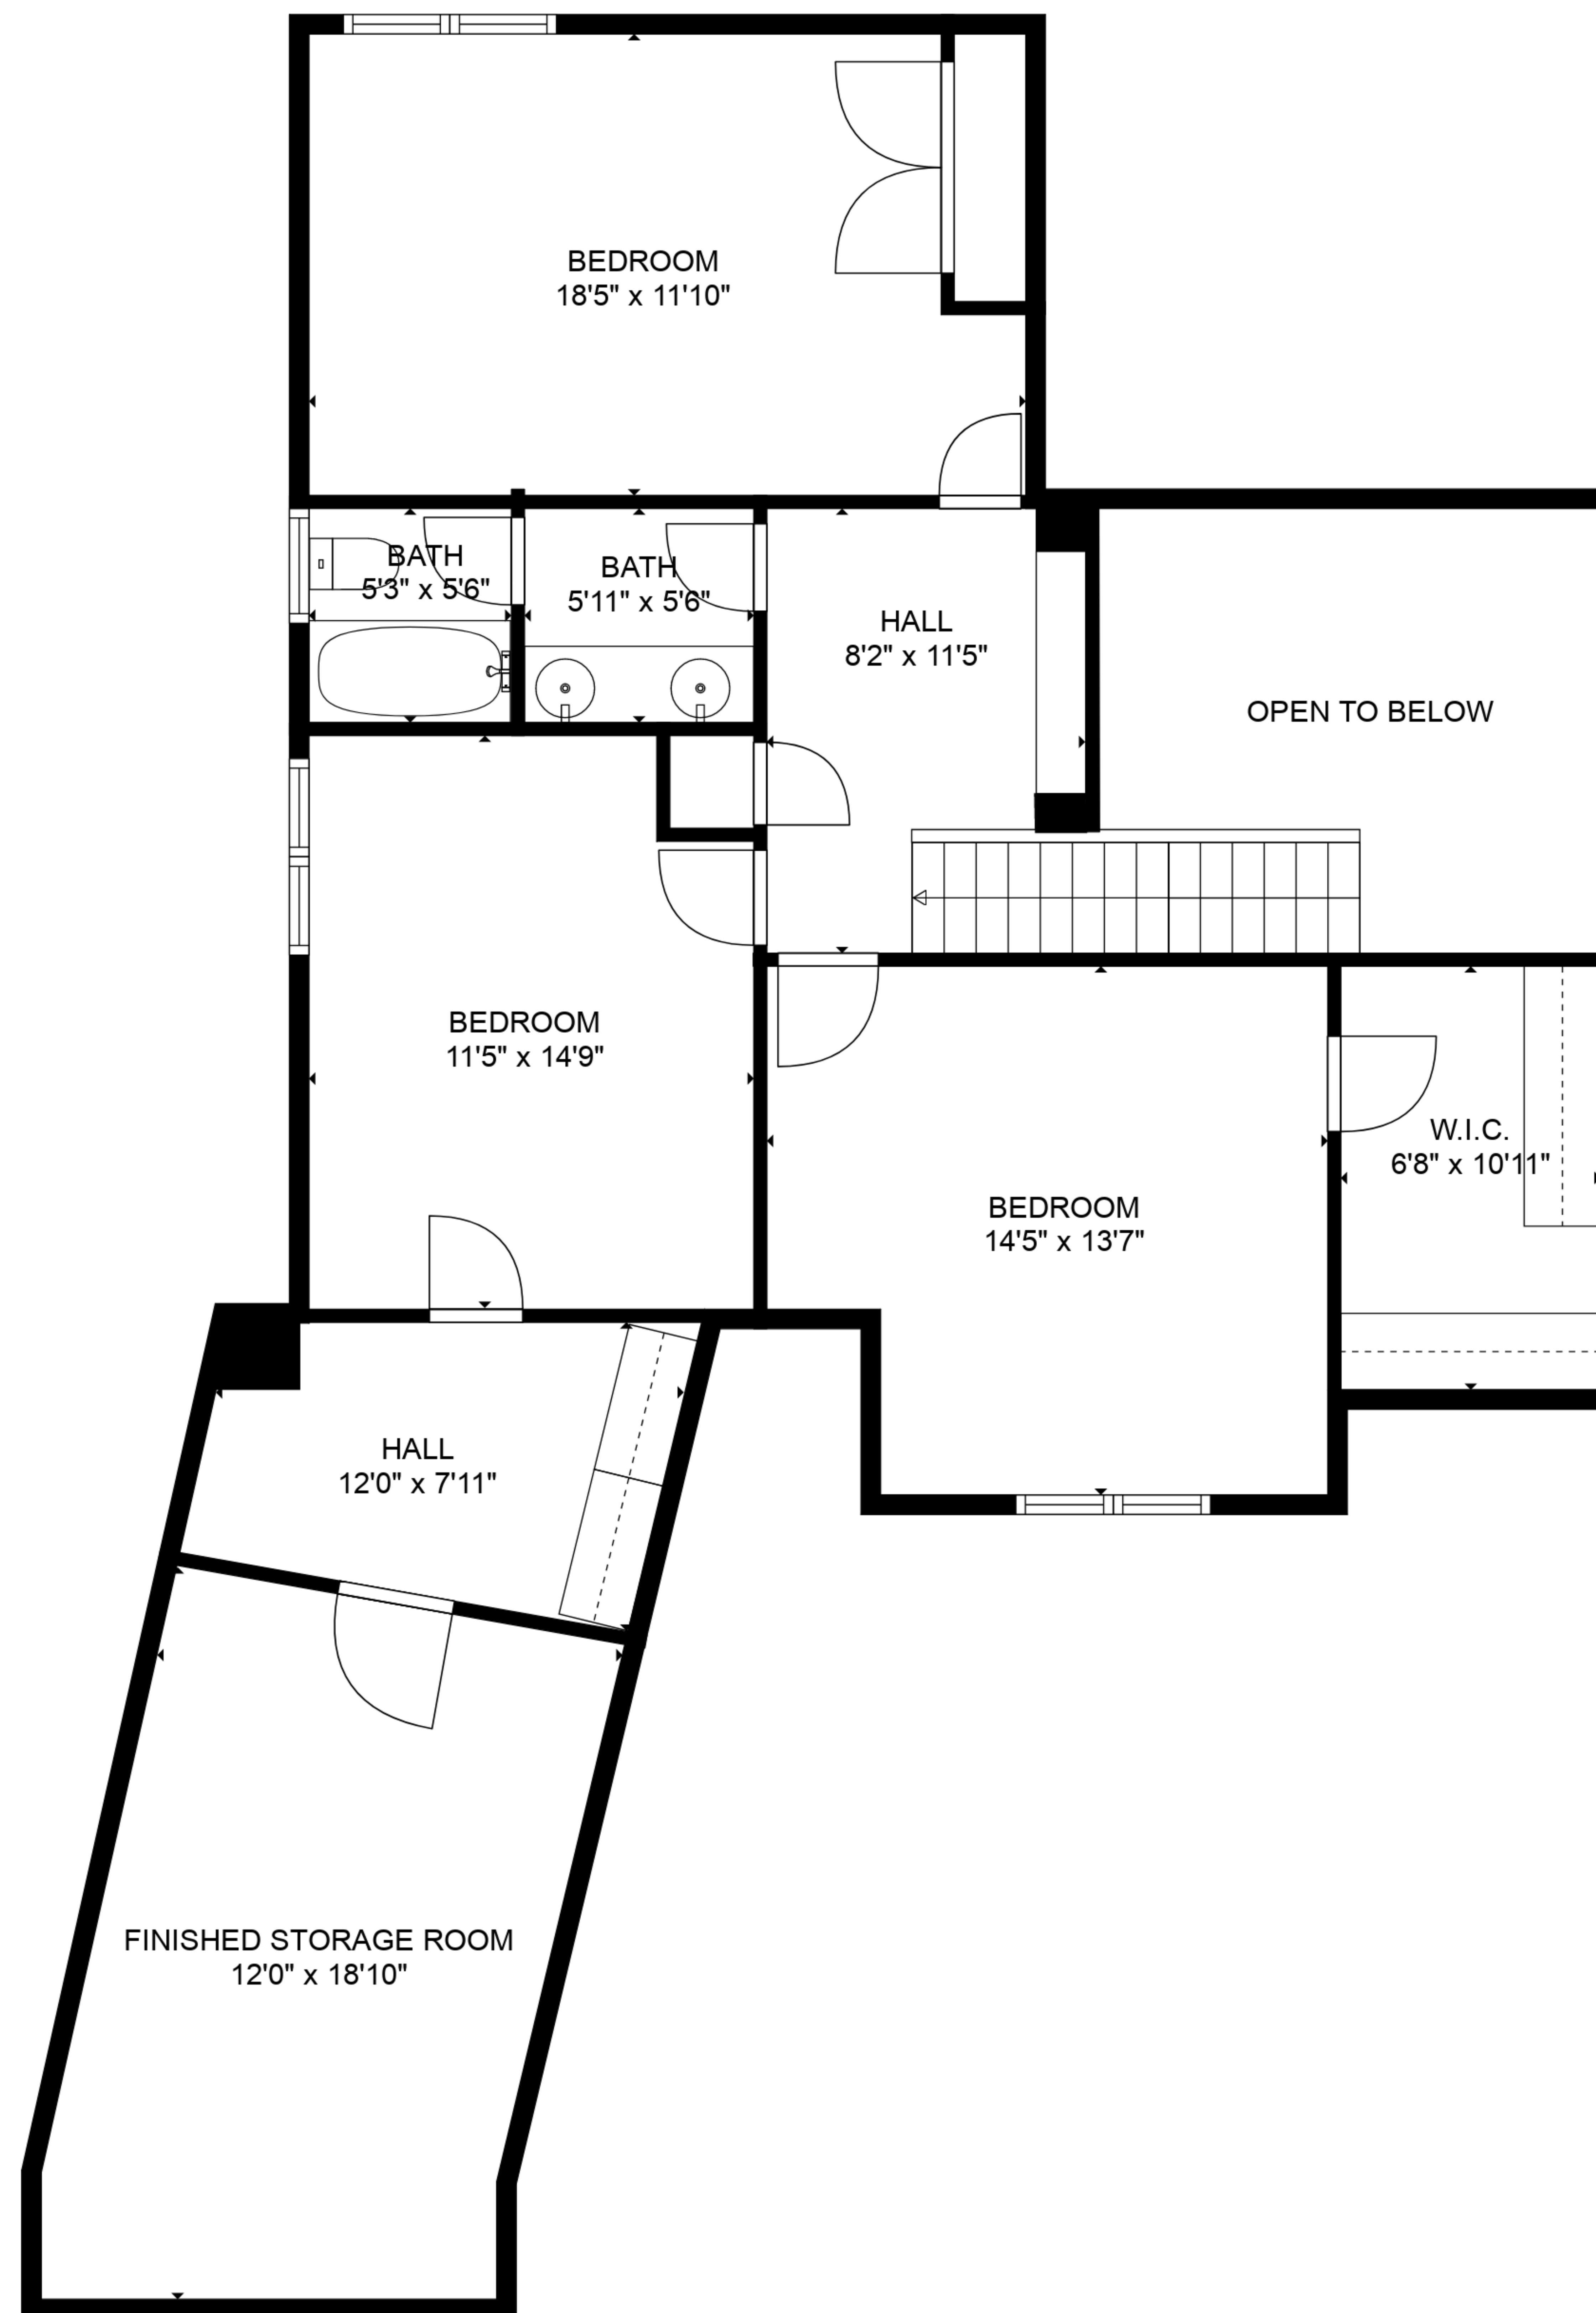 BEDROOM
18'5" x 11'10"
BATH
5'3" x 5'6"
BATH
5'11" x 5'6"
HALL
8'2" x 11'5"
OPEN TO BELOW
BEDROOM
11'5" x 14'9"
W.I.C.
6'8" x 10'11"
BEDROOM
14'5" x 13'7"
HALL
12'0" x 7'11"
FINISHED STORAGE ROOM
12'0" x 18'10"